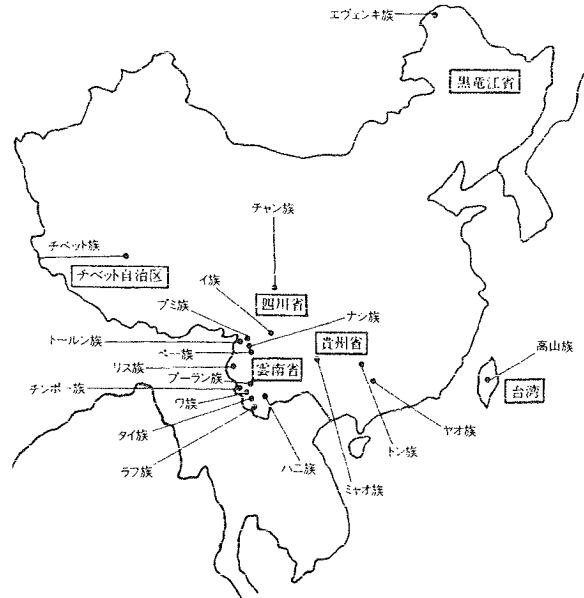 エヴェンキ族
黒竜江省
チャン族
チベット族
チベット自治区
イ族
四川省
プミ族
ナシ族
トールン族
貴州省
ペー族
高山族
リス族
雲南省
プーラン族
台湾
チンポー族
ワ族
ヤオ族
タイ族
トン族
ラフ族
ハニ族
ミャオ族